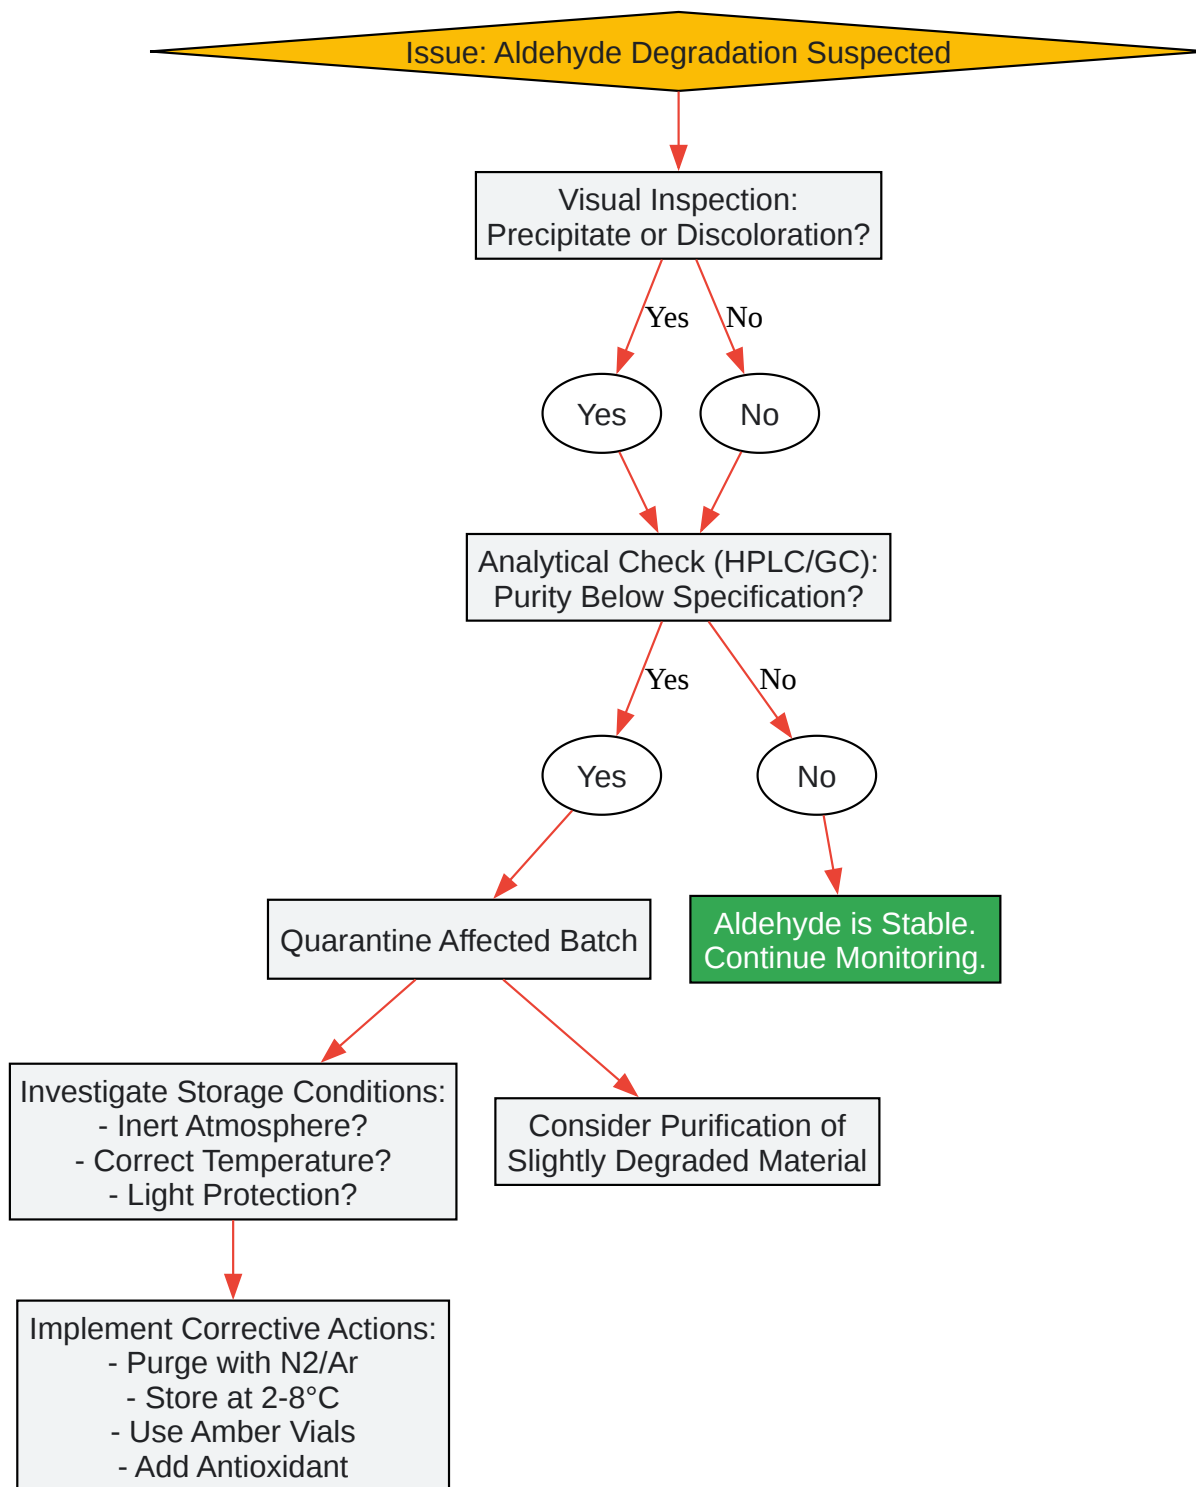 Issue: Aldehyde Degradation Suspected
Visual Inspection:
Precipitate or Discoloration?
Yes
No
Yes
No
Analytical Check (HPLC/GC):
Purity Below Specification?
Yes
No
Yes
No
Quarantine Affected Batch
Aldehyde is Stable.
Continue Monitoring.
Investigate Storage Conditions:
- Inert Atmosphere?
- Correct Temperature?
- Light Protection?
Consider Purification of
Slightly Degraded Material
Implement Corrective Actions:
- Purge with N2/Ar
- Store at 2-8°C
- Use Amber Vials
- Add Antioxidant